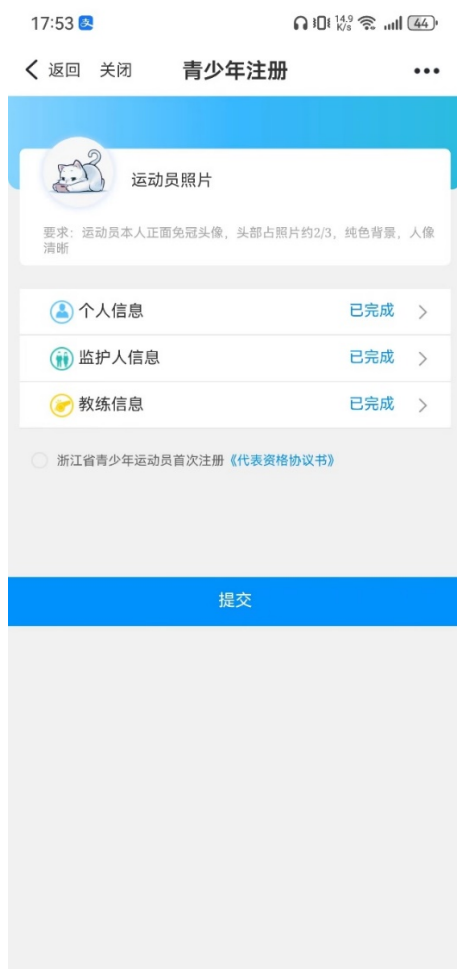 17:53 14.9 K/s 44
返回 关闭 青少年注册
运动员照片
要求：运动员本人正面免冠头像，头部占照片约2/3，纯色背景，人像
清晰
个人信息 已完成
监护人信息 已完成
教练信息 已完成
浙江省青少年运动员首次注册《代表资格协议书》
提交